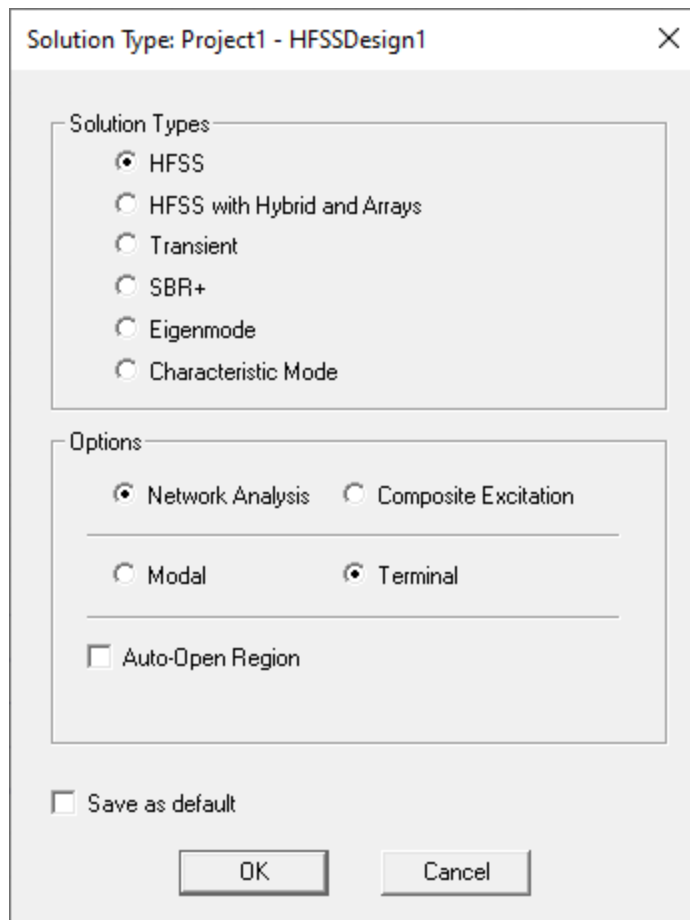 Solution Type: Project1 - HFSSDesign1
Solution Types
HFSS
HFSS with Hybrid and Arrays
Transient
SBR+
Eigenmode
Characteristic Mode
Options
Network Analysis Composite Excitation
Modal Terminal
Auto-Open Region
Save as default
OK Cancel